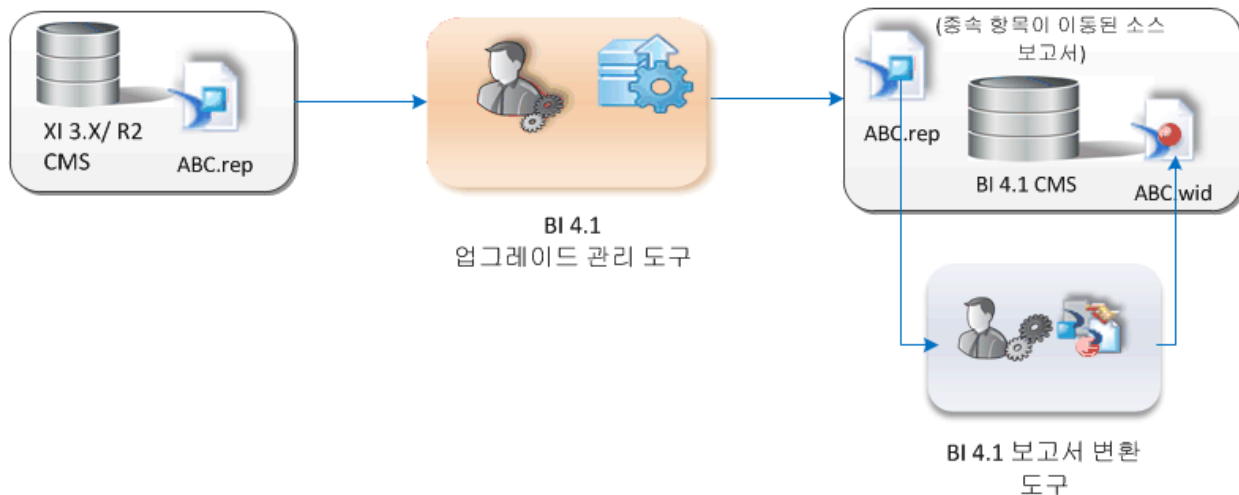 XI 3.X/ R2
CMS
ABC.rep
BI 4.1
업그레이드 관리 도구
(종속 항목이 이동된 소스
보고서)
ABC.rep
BI 4.1 CMS
ABC.wid
BI 4.1 보고서 변환
도구